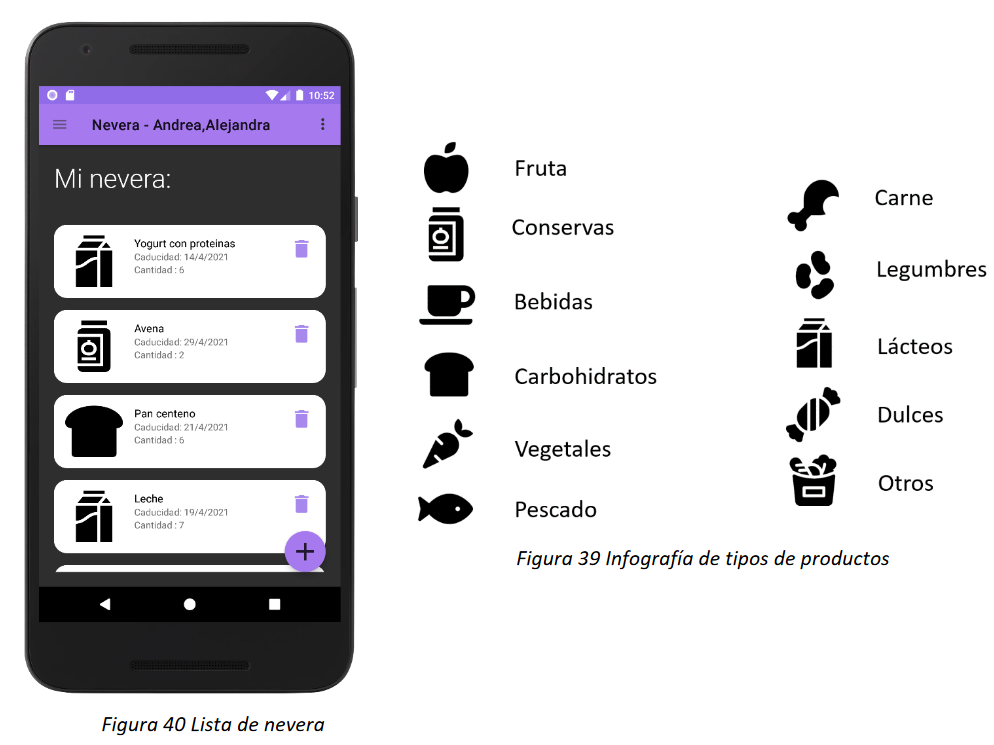 10:52
Nevera - Andrea,Alejandra
Mi nevera:
Yogurt con proteinas
Caducidad: 14/4/2021
Cantidad : 6
Avena
Caducidad: 29/4/2021
Cantidad : 2
Pan centeno
Caducidad: 21/4/2021
Cantidad : 6
Leche
Caducidad: 19/4/2021
Cantidad : 7
Figura 40 Lista de nevera
Fruta
Conservas
Bebidas
Carbohidratos
Vegetales
Pescado
Carne
Legumbres
Lácteos
Dulces
Otros
Figura 39 Infografía de tipos de productos